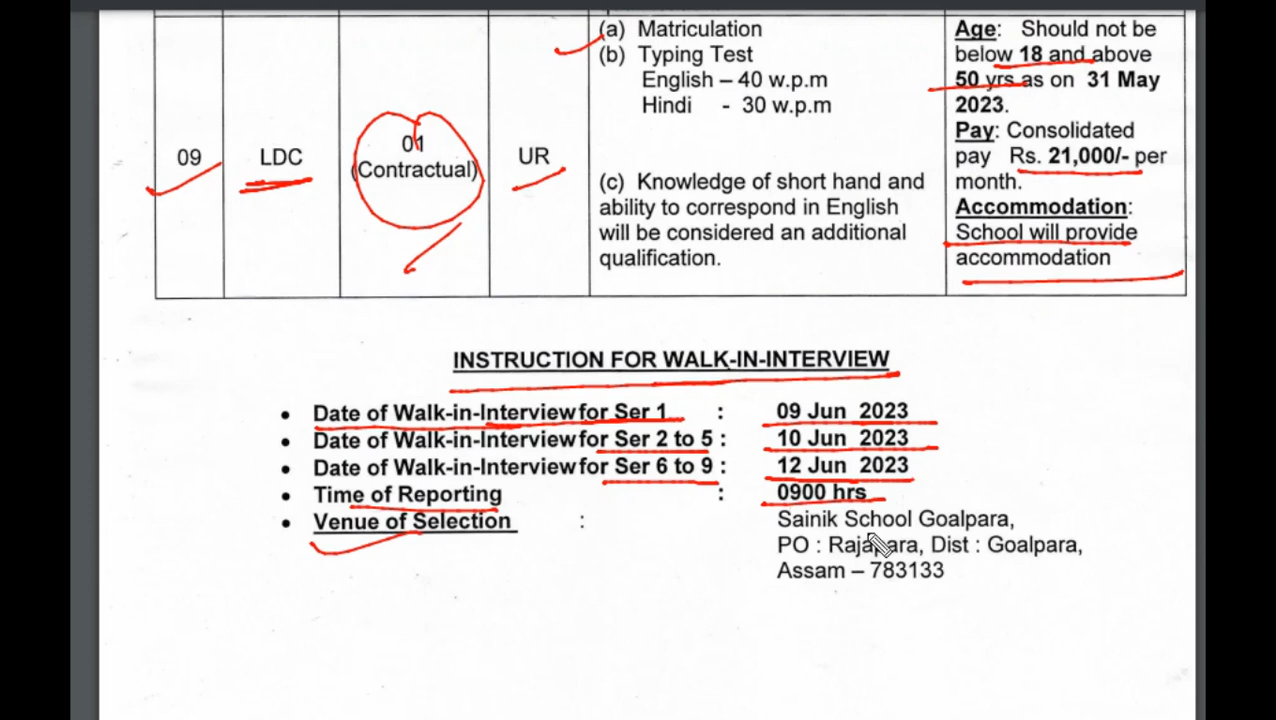 (a) Matriculation
(b) Typing Test
English – 40 w.p.m
Hindi - 30 w.p.m
(c) Knowledge of short hand and
ability to correspond in English
will be considered an additional
qualification.
09
LDC
01
(Contractual)
UR
Age: Should not be
below 18 and above
50 yrs as on 31 May
2023.
Pay: Consolidated
pay Rs. 21,000/- per
month.
Accommodation:
School will provide
accommodation
INSTRUCTION FOR WALK-IN-INTERVIEW
• Date of Walk-in-Interview for Ser 1 : 09 Jun 2023
• Date of Walk-in-Interview for Ser 2 to 5 : 10 Jun 2023
• Date of Walk-in-Interview for Ser 6 to 9 : 12 Jun 2023
• Time of Reporting : 0900 hrs
• Venue of Selection : Sainik School Goalpara,
PO : Rajapara, Dist : Goalpara,
Assam – 783133